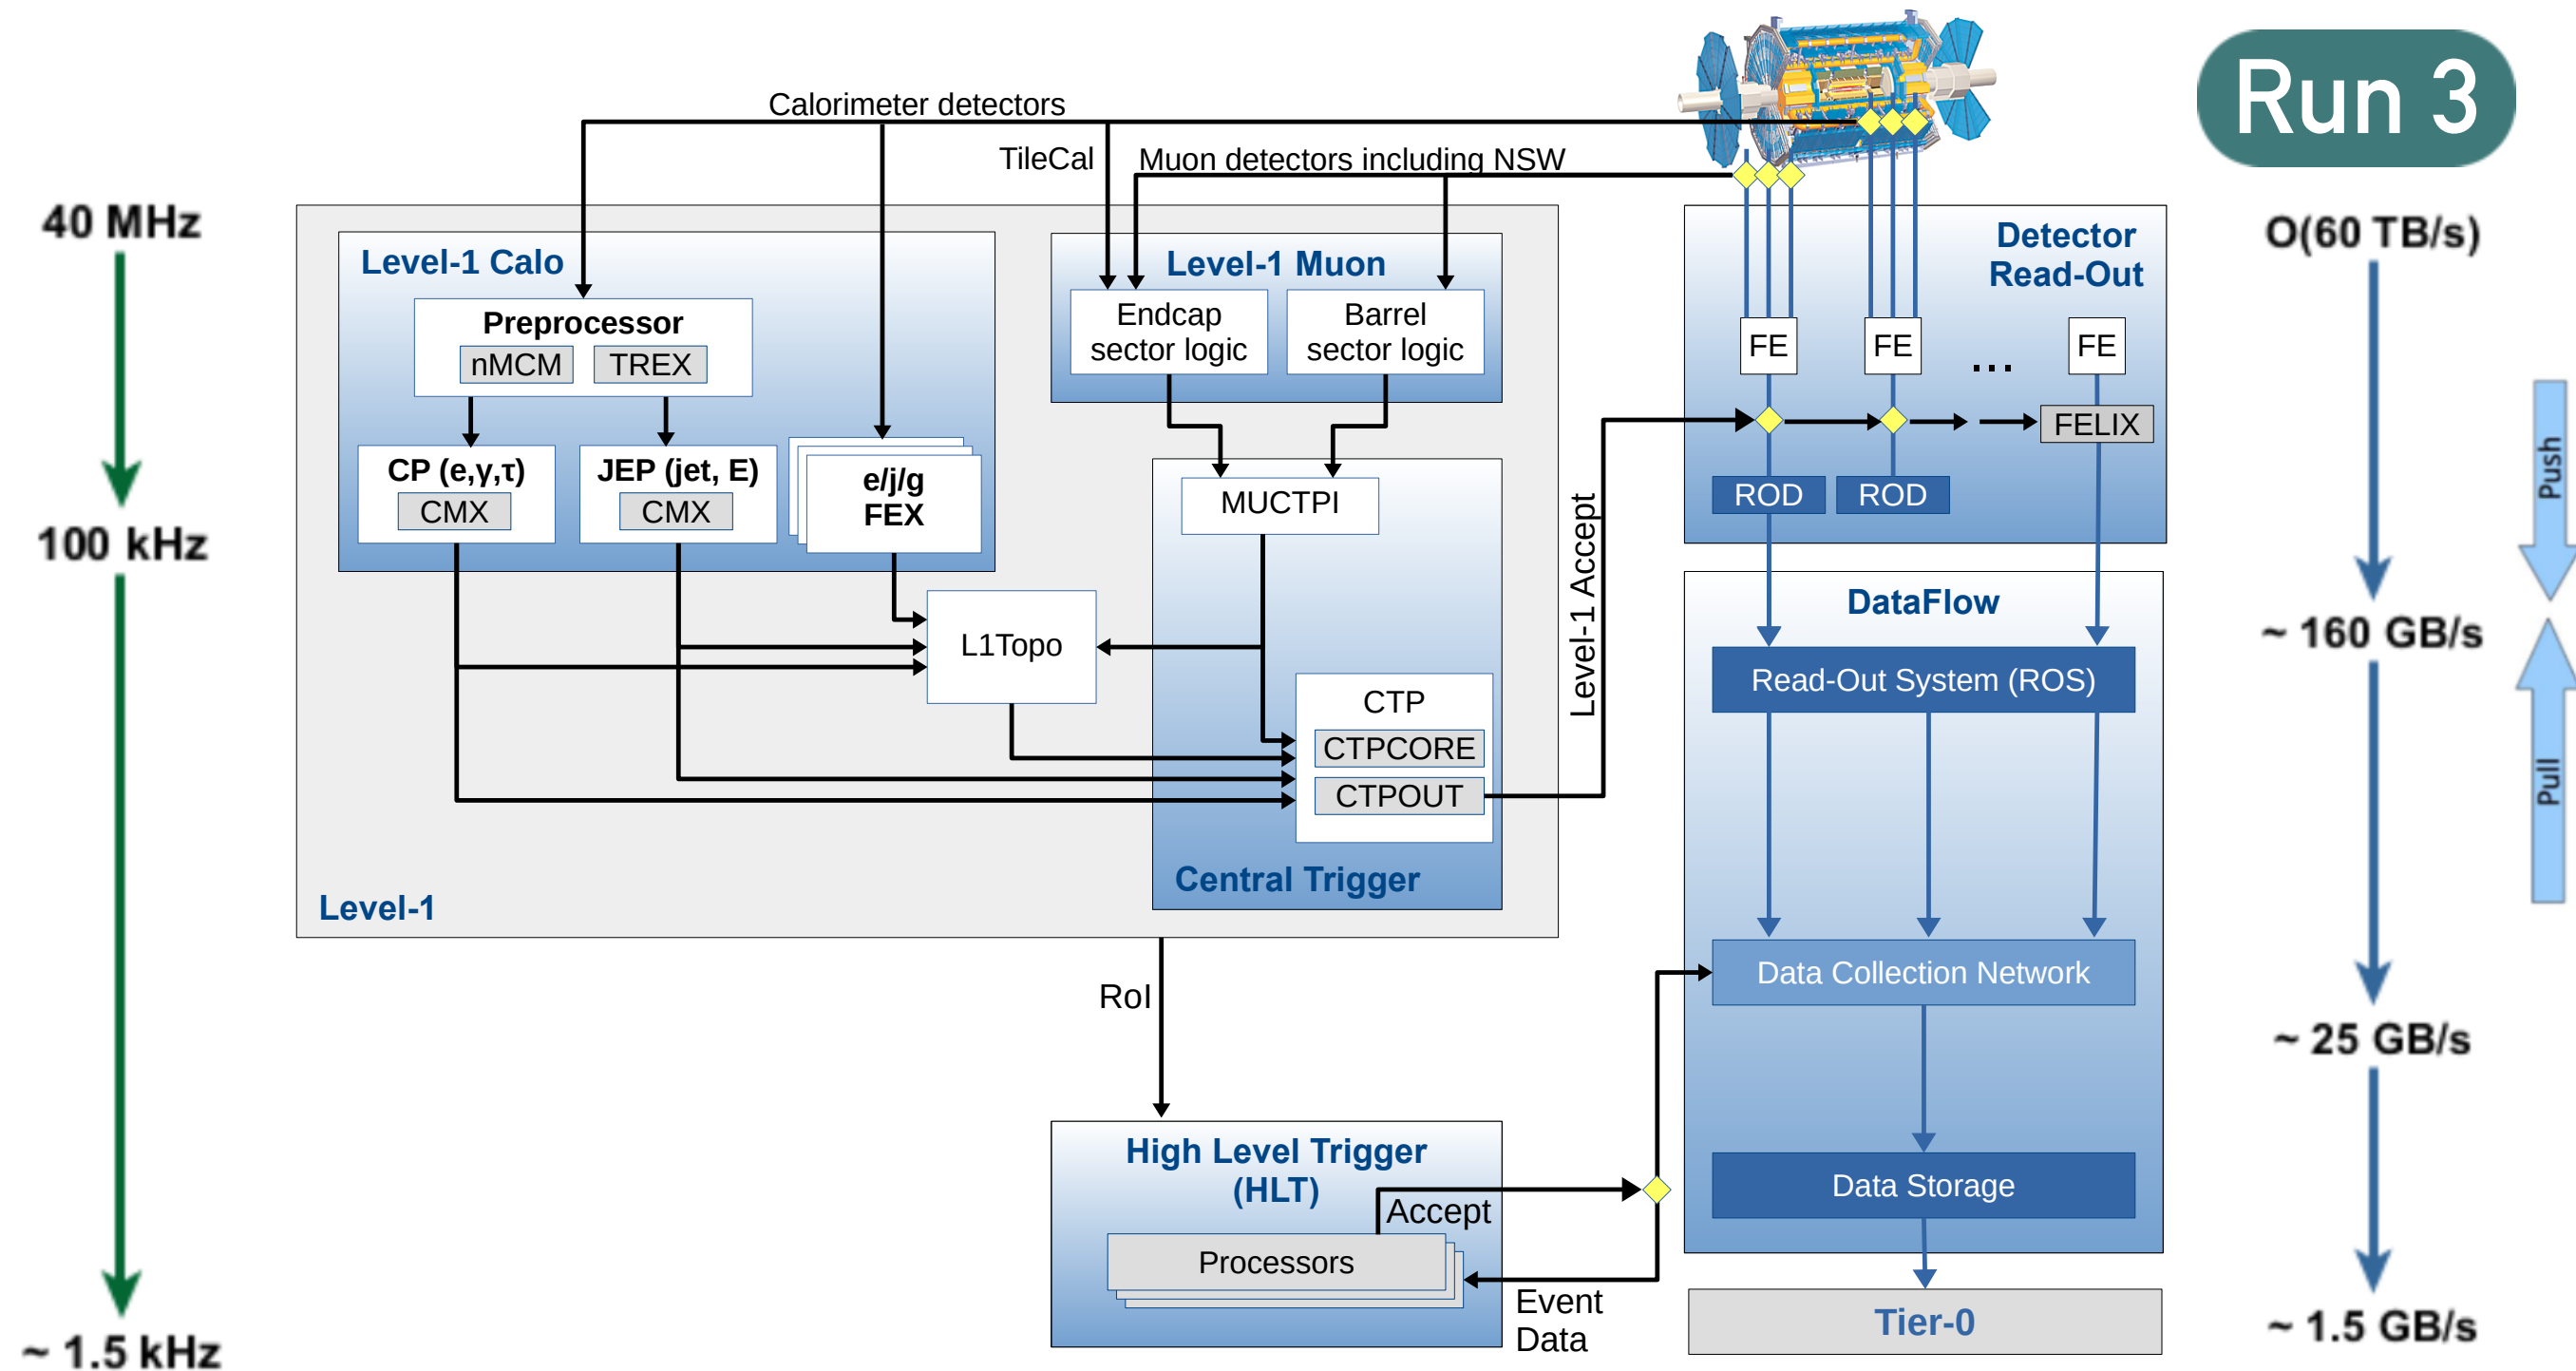 Run 3
Calorimeter detectors
TileCal
Muon detectors including NSW
40 MHz
100 kHz
~ 1.5 kHz
Level-1 Calo
Preprocessor
nMCM
TREX
CP (e,γ,τ)
CMX
JEP (jet, E)
CMX
e/j/g
FEX
Level-1 Muon
Endcap
sector logic
Barrel
sector logic
MUCTPI
L1Topo
CTP
CTPCORE
CTPOUT
Central Trigger
Level-1
Level-1 Accept
RoI
High Level Trigger
(HLT)
Accept
Processors
Event
Data
Detector
Read-Out
FE
FE
...
FE
FELIX
ROD
ROD
DataFlow
Read-Out System (ROS)
Data Collection Network
Data Storage
Tier-0
O(60 TB/s)
~ 160 GB/s
~ 25 GB/s
~ 1.5 GB/s
Push
Pull